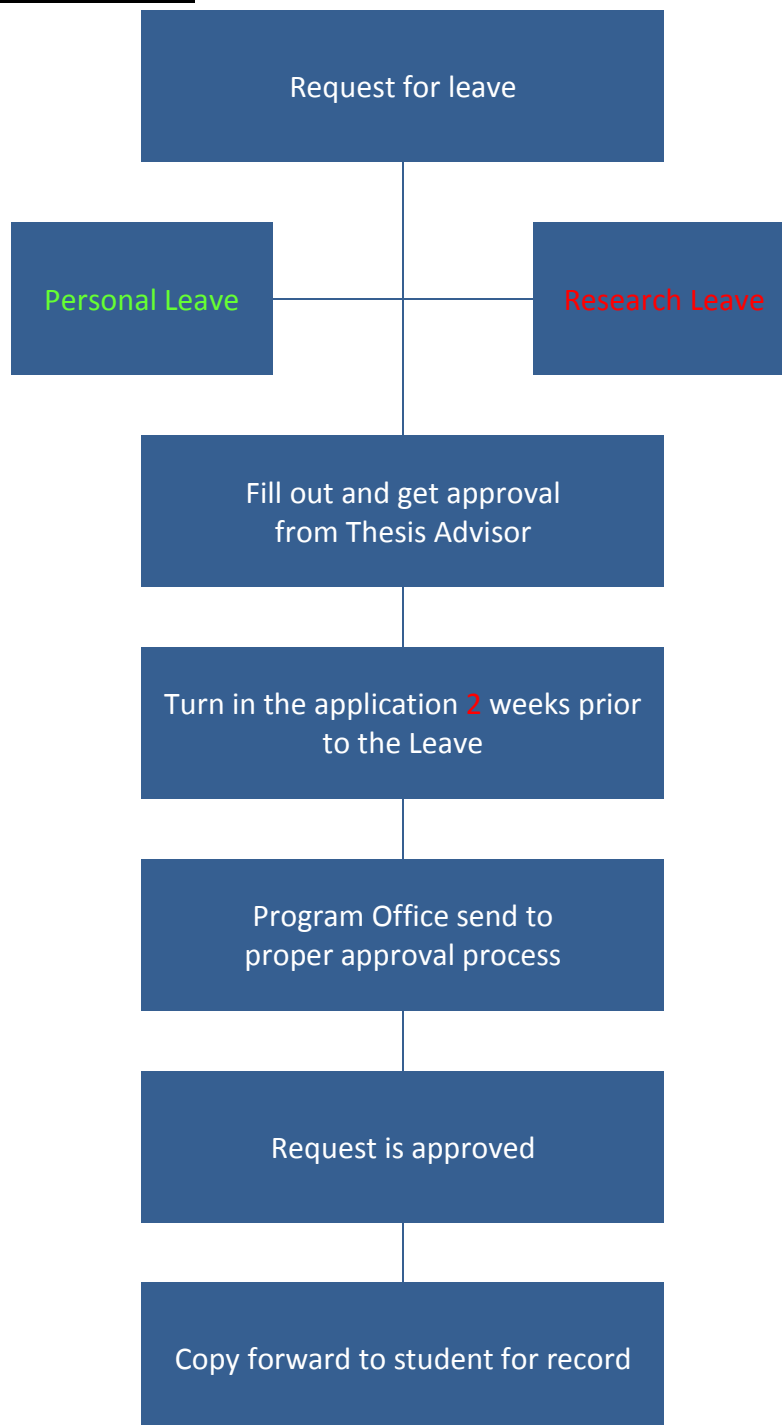 Request for leave
Personal Leave
Research Leave
Fill out and get approval
from Thesis Advisor
Turn in the application 2 weeks prior
to the Leave
Program Office send to
proper approval process
Request is approved
Copy forward to student for record